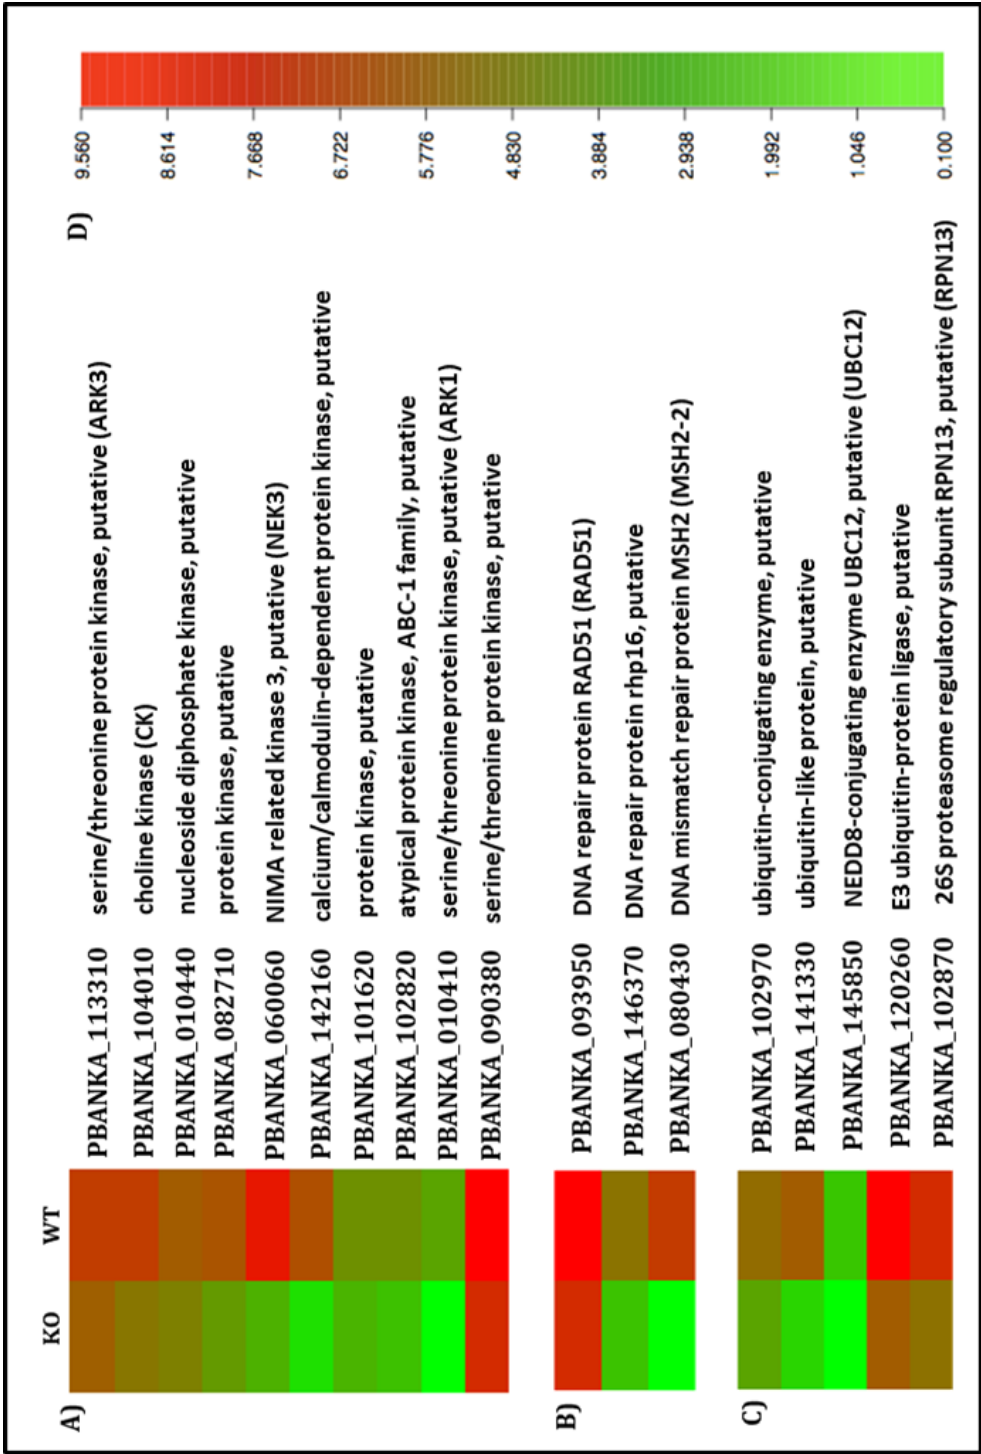 A)
KO WT
PBANKA_113310 serine/threonine protein kinase, putative (ARK3)
PBANKA_104010 choline kinase (CK)
PBANKA_010440 nucleoside diphosphate kinase, putative
PBANKA_082710 protein kinase, putative
PBANKA_060060 NIMA related kinase 3, putative (NEK3)
PBANKA_142160 calcium/calmodulin-dependent protein kinase, putative
PBANKA_101620 protein kinase, putative
PBANKA_102820 atypical protein kinase, ABC-1 family, putative
PBANKA_010410 serine/threonine protein kinase, putative (ARK1)
PBANKA_090380 serine/threonine protein kinase, putative
B)
PBANKA_093950 DNA repair protein RAD51 (RAD51)
PBANKA_146370 DNA repair protein rhp16, putative
PBANKA_080430 DNA mismatch repair protein MSH2 (MSH2-2)
C)
PBANKA_102970 ubiquitin-conjugating enzyme, putative
PBANKA_141330 ubiquitin-like protein, putative
PBANKA_145850 NEDD8-conjugating enzyme UBC12, putative (UBC12)
PBANKA_120260 E3 ubiquitin-protein ligase, putative
PBANKA_102870 26S proteasome regulatory subunit RPN13, putative (RPN13)
D)
9.560
8.614
7.668
6.722
5.776
4.830
3.884
2.938
1.992
1.046
0.100